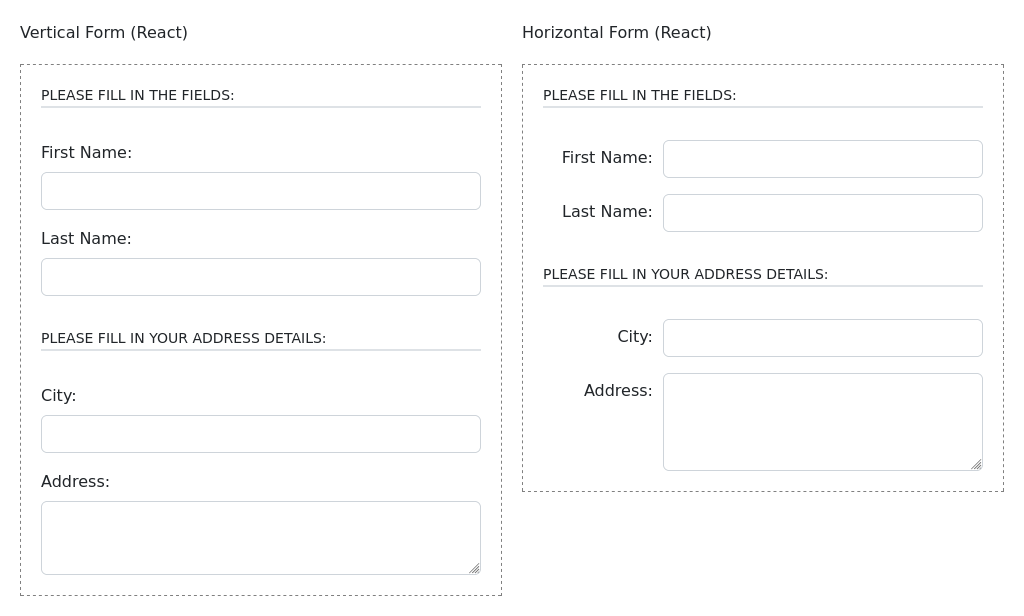 Vertical Form (React)
PLEASE FILL IN THE FIELDS:
First Name:
Last Name:
PLEASE FILL IN YOUR ADDRESS DETAILS:
City:
Address:
Horizontal Form (React)
PLEASE FILL IN THE FIELDS:
First Name:
Last Name:
PLEASE FILL IN YOUR ADDRESS DETAILS:
City:
Address: